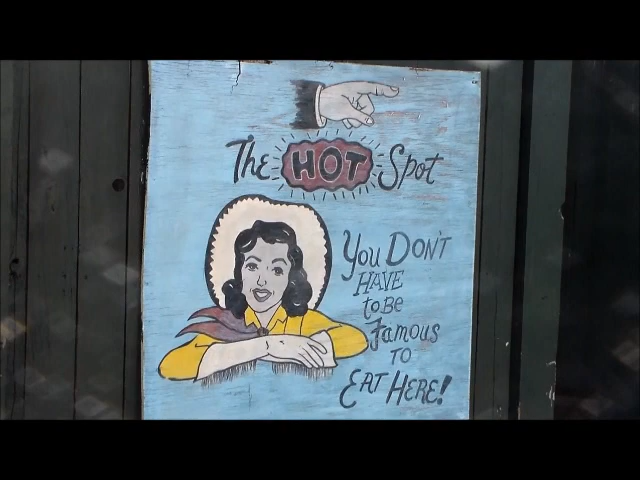 The HOT Spot
You DON'T
HAVE
to BE
Famous
TO
EAT HERE!